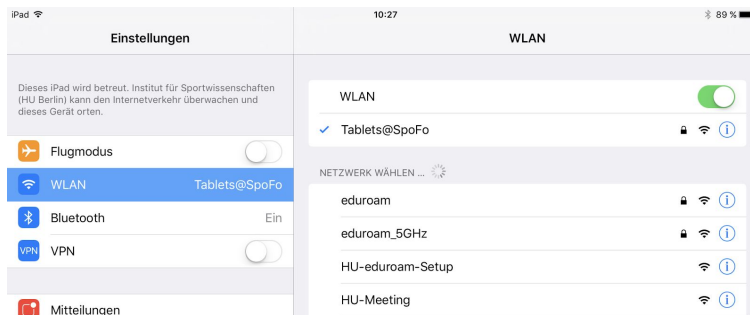 iPad 10:27 89 %
Einstellungen
WLAN
Dieses iPad wird betreut. Institut für Sportwissenschaften
(HU Berlin) kann den Internetverkehr überwachen und
dieses Gerät orten.
Flugmodus
WLAN Tablets@SpoFo
Bluetooth Ein
VPN VPN
Mitteilungen
WLAN
Tablets@SpoFo
NETZWERK WÄHLEN ...
eduroam
eduroam_5GHz
HU-eduroam-Setup
HU-Meeting